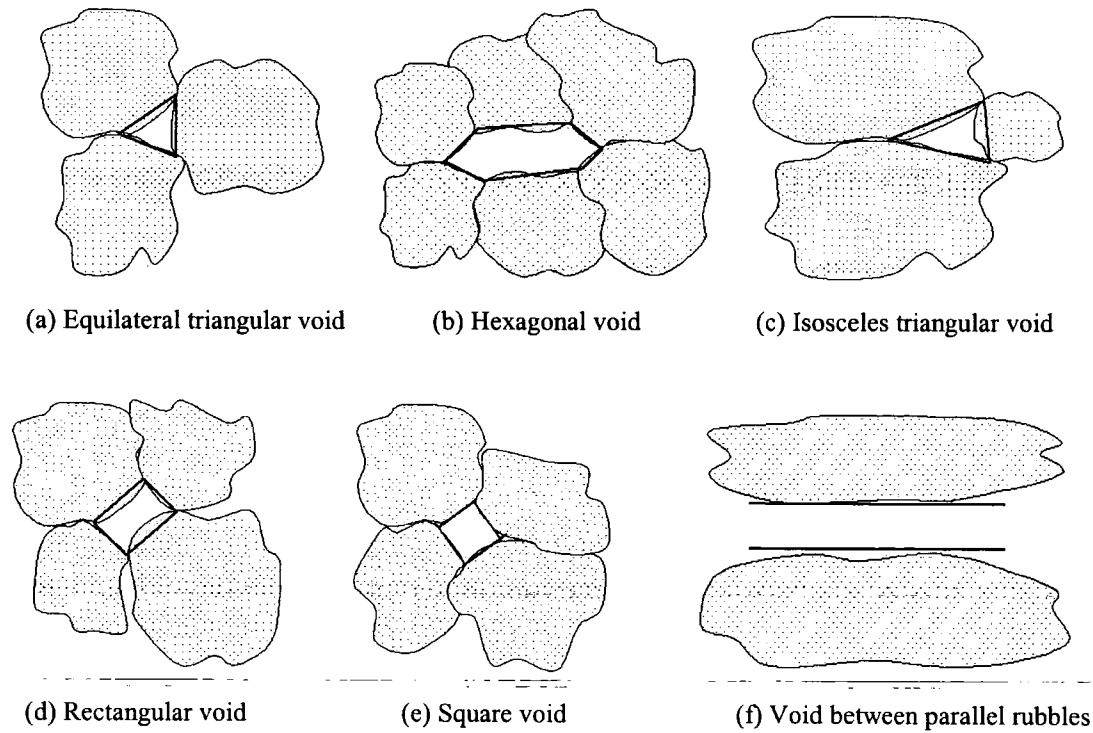 (a) Equilateral triangular void
(b) Hexagonal void
(c) Isosceles triangular void
(d) Rectangular void
(e) Square void
(f) Void between parallel rubbles